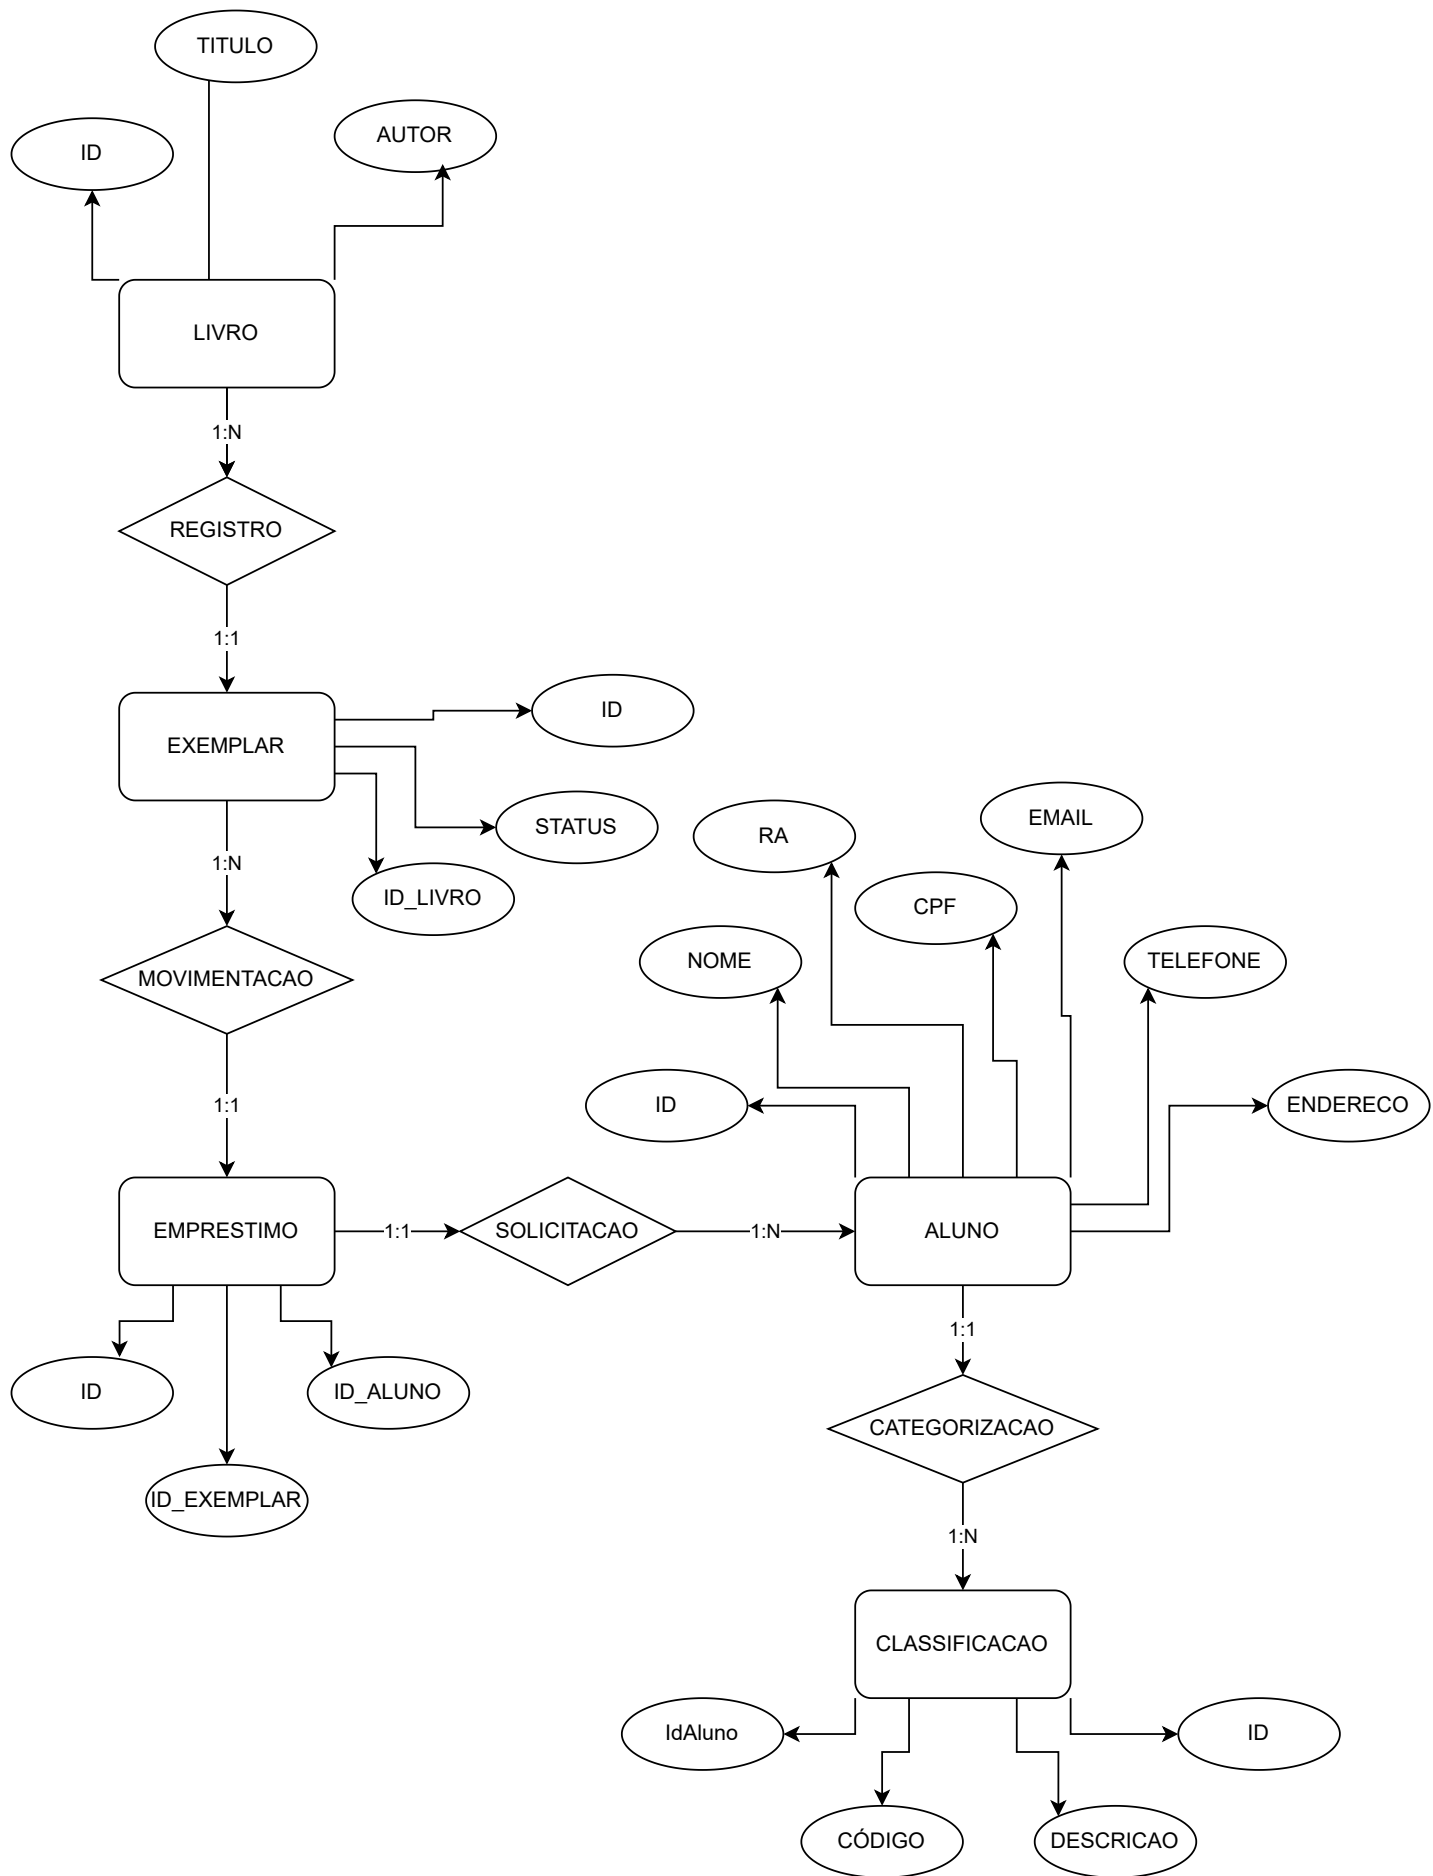 TITULO
AUTOR
ID
LIVRO
1:N
REGISTRO
1:1
EXEMPLAR
ID
STATUS
ID_LIVRO
1:N
MOVIMENTACAO
1:1
EMPRESTIMO
ID
ID_EXEMPLAR
ID_ALUNO
1:1
SOLICITACAO
1:N
ALUNO
ID
NOME
RA
CPF
EMAIL
TELEFONE
ENDERECO
1:1
CATEGORIZACAO
1:N
CLASSIFICACAO
IdAluno
CÓDIGO
DESCRICAO
ID